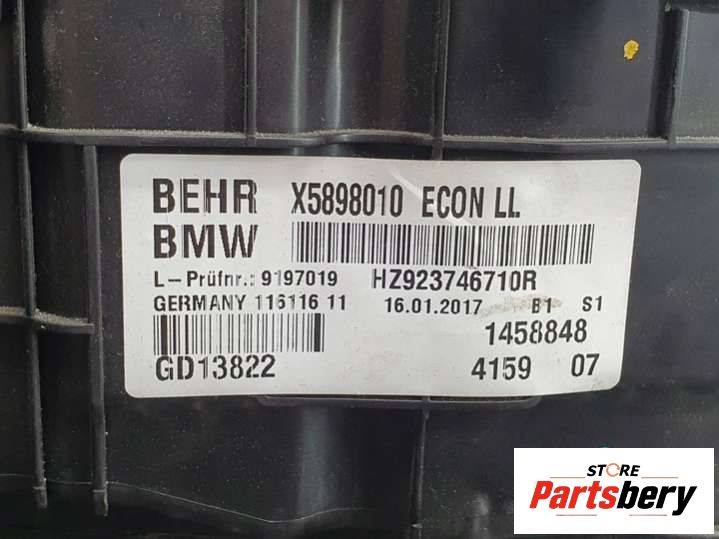 BEHR X5898010 ECON LL
BMW
L-Prüfnr.: 9197019 HZ923746710R
GERMANY 116116 11 16.01.2017 B1 S1
1458848
GD13822 4159 07
STORE
Partsbery